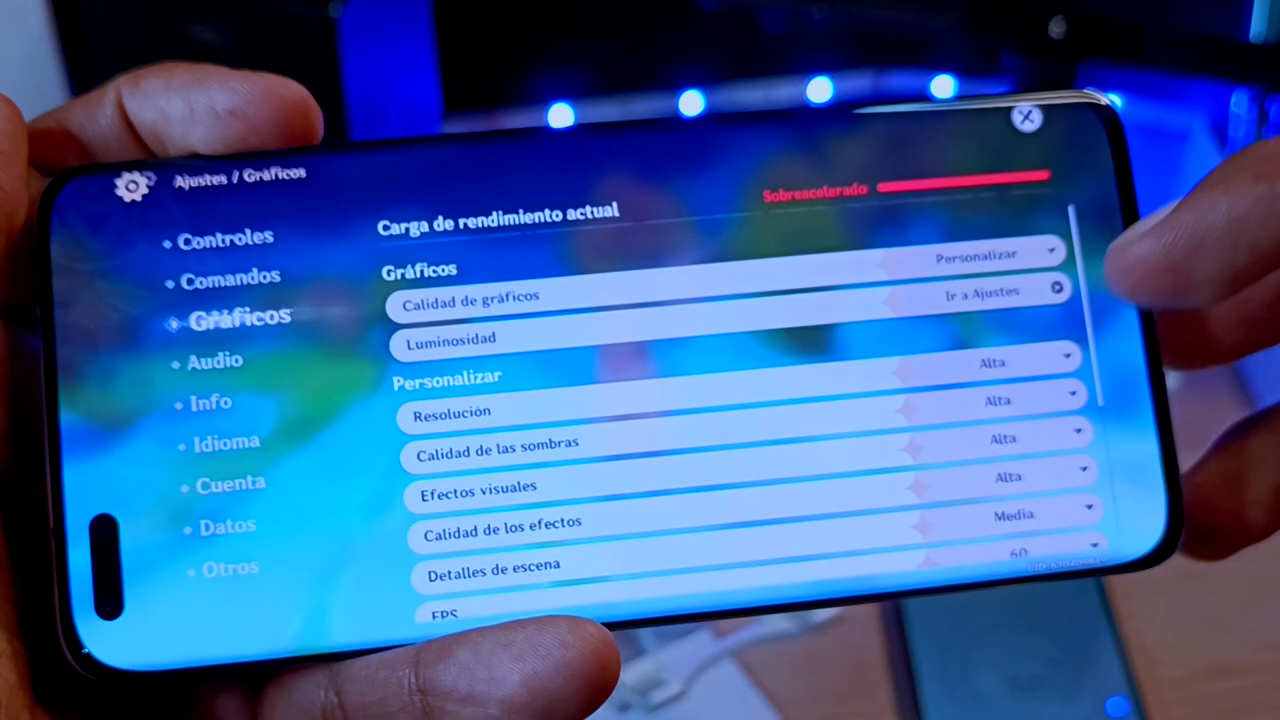 Ajustes / Gráficos
Controles
Comandos
Gráficos
Audio
Info
Idioma
Cuenta
Datos
Otros
Carga de rendimiento actual
Sobreacelerado
Gráficos
Calidad de gráficos
Personalizar
Luminosidad
Ir a Ajustes
Personalizar
Resolución
Alta
Calidad de las sombras
Alta
Efectos visuales
Alta
Calidad de los efectos
Alta
Detalles de escena
Media
FPS
60